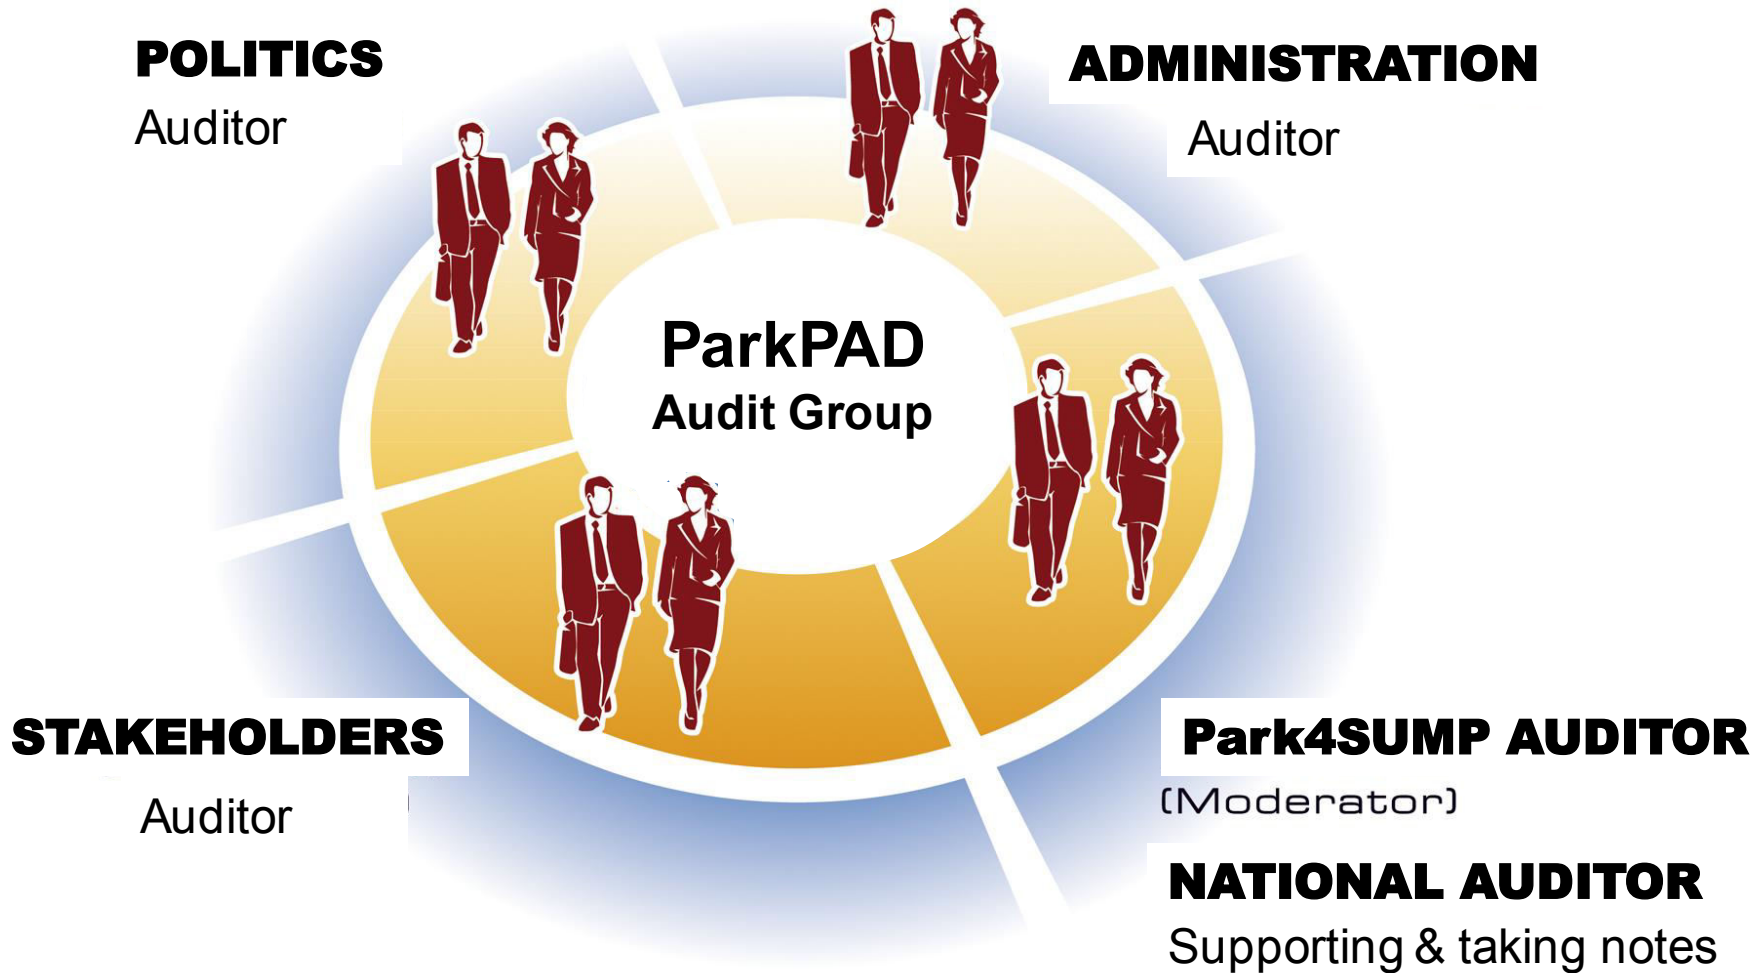 POLITICS
Auditor
ADMINISTRATION
Auditor
ParkPAD
Audit Group
STAKEHOLDERS
Auditor
Park4SUMP AUDITOR
(Moderator)
NATIONAL AUDITOR
Supporting & taking notes